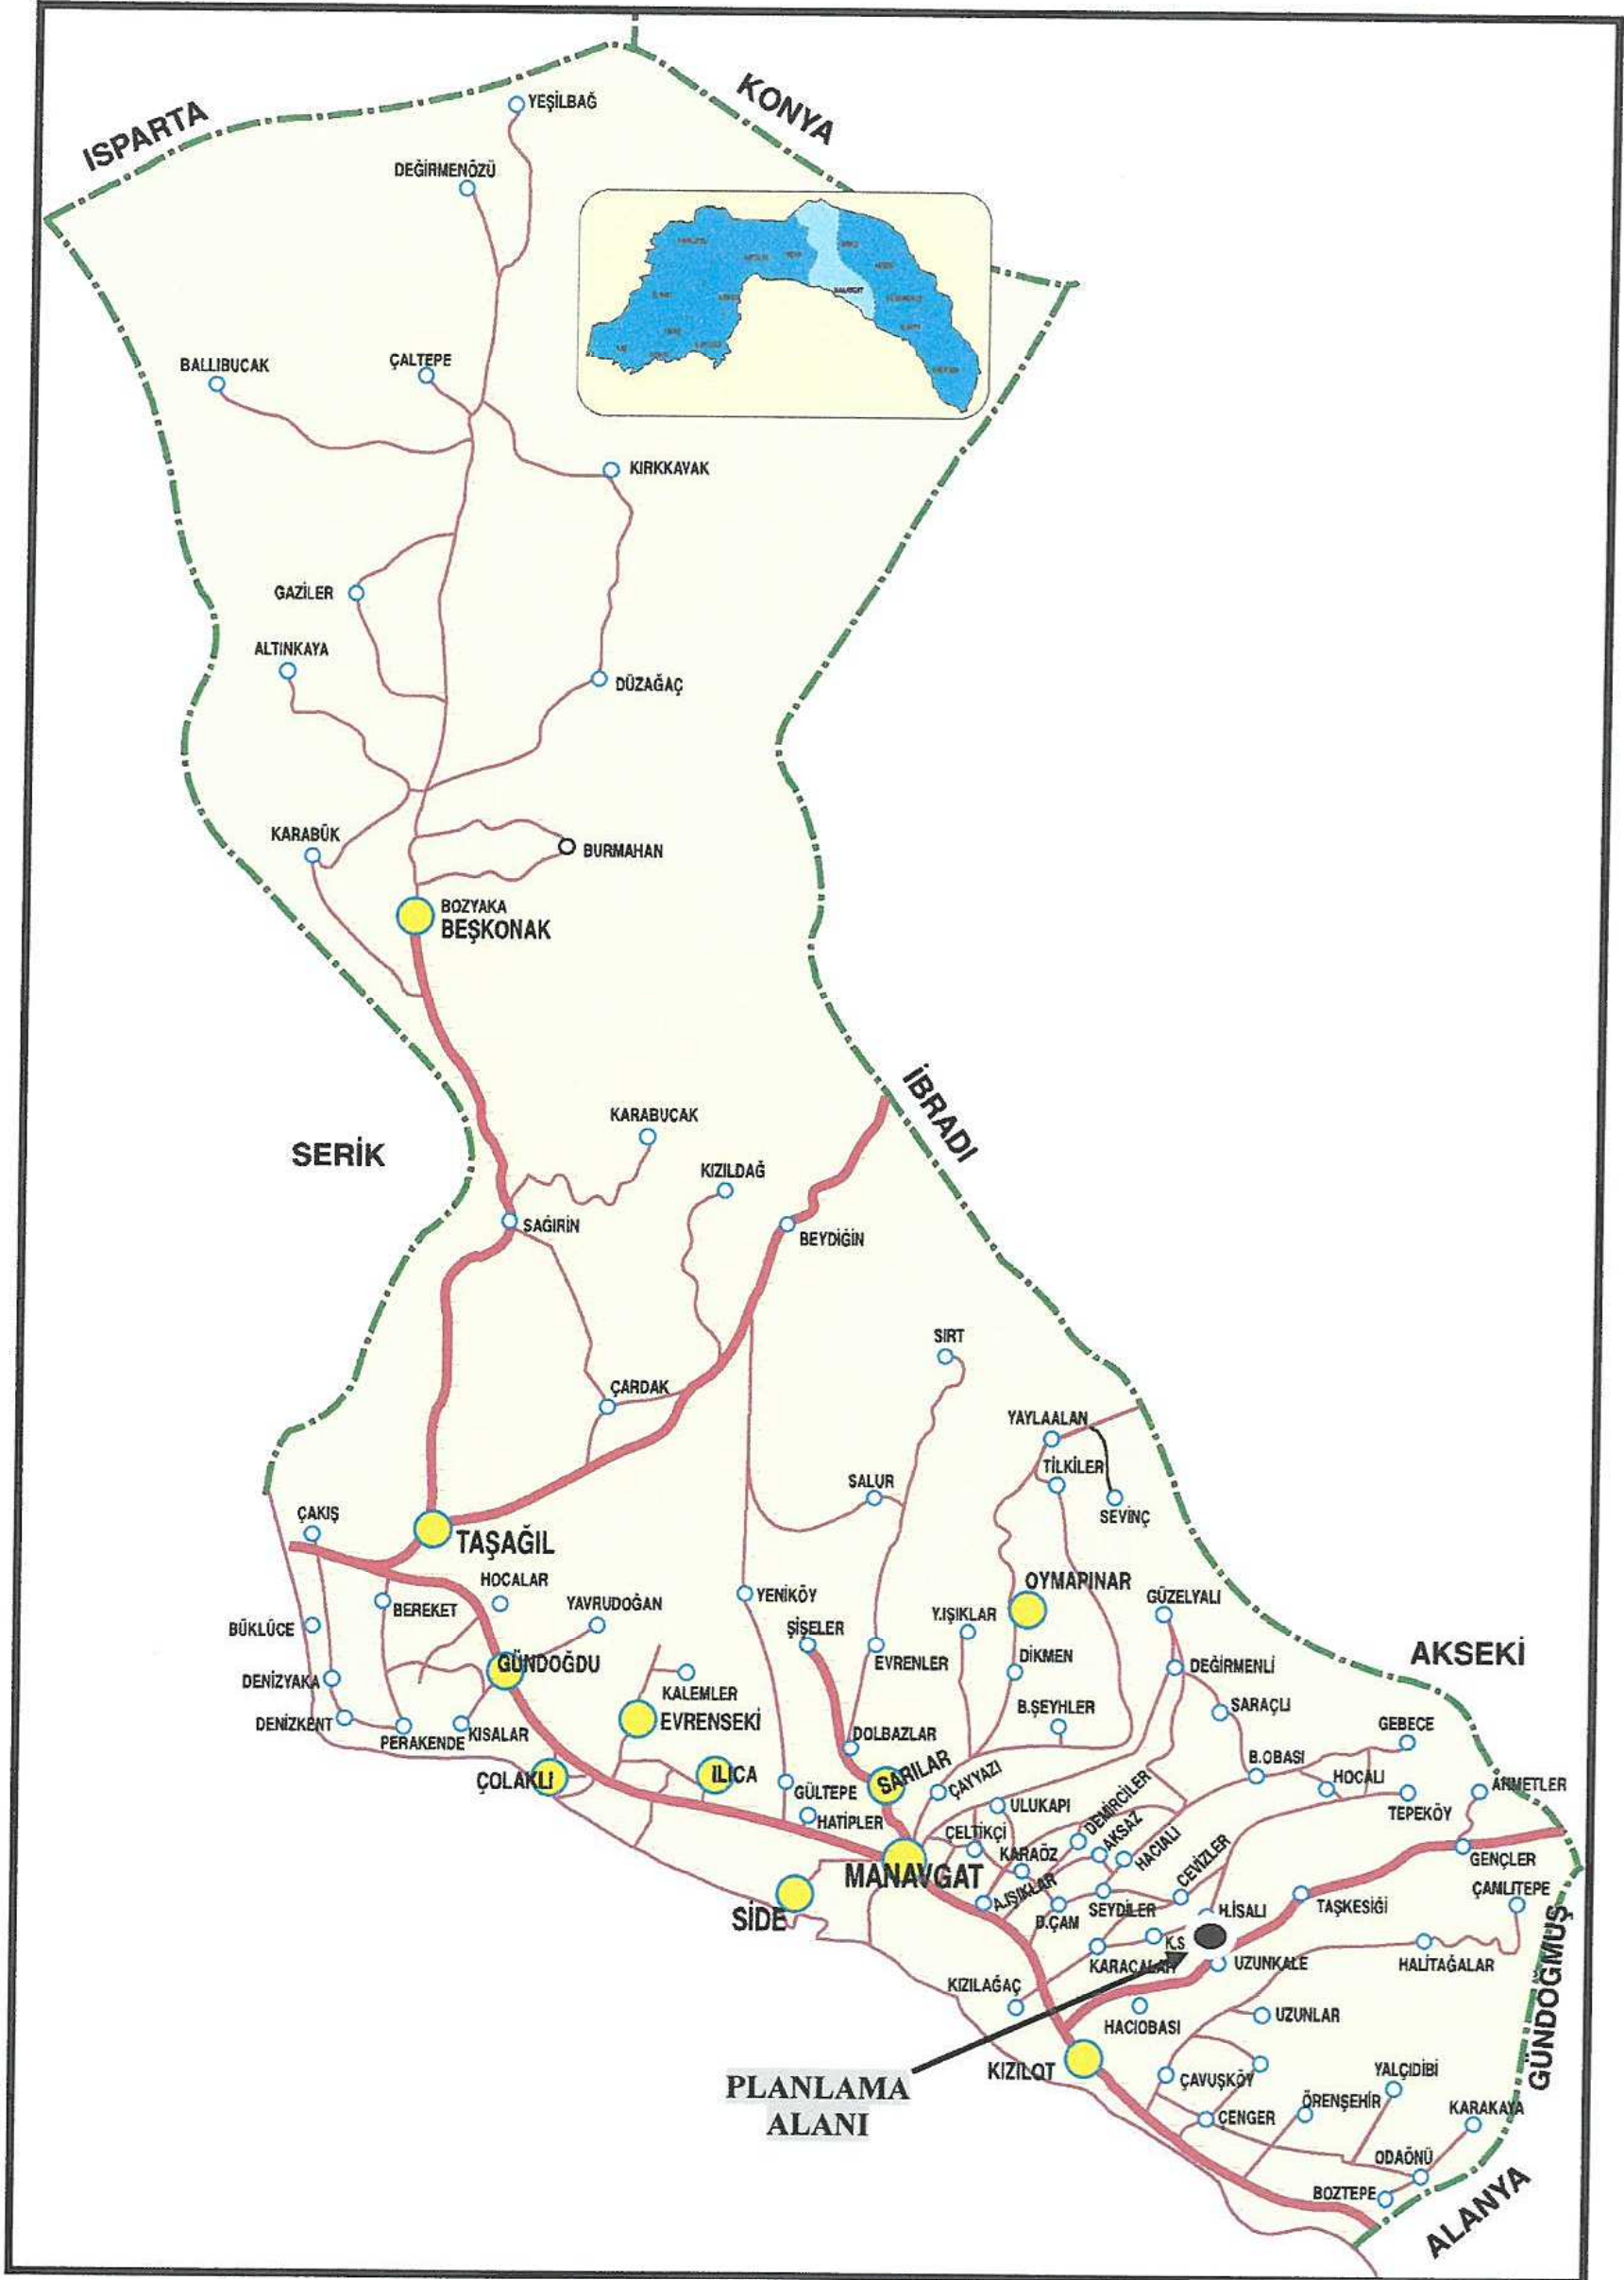 ISPARTA
KONYA
YEŞİLBAĞ
DEĞİRMENÖZÜ
MANAVGAT
BALLIBUCAK
ÇALTEPE
KIRKKAVAK
GAZİLER
ALTINKAYA
DÜZAĞAÇ
KARABÜK
BURMAHAN
BOZYAKA
BEŞKONAK
İBRADI
KARABUCAK
SERİK
KIZILDAĞ
SAĞIRİN
BEYDİĞİN
SIRT
ÇARDAK
YAYLAALAN
TİLKİLER
SALUR
SEVİNÇ
ÇAKIŞ
TAŞAĞIL
HOCALAR
OYMAPINAR
YENİKÖY
GÜZELYALI
BEREKET
YAVRUDOĞAN
Y.IŞIKLAR
BÜKLÜCE
ŞİŞELER
AKSEKİ
GÜNDOĞDU
EVRENLER
DİKMEN
DEĞİRMENLİ
DENİZYAKA
KALEMLER
SARAÇLI
B.ŞEYHLER
DENİZKENT
EVRENSEKİ
GEBECE
PERAKENDE
KISALAR
DOLBAZLAR
B.OBASI
ÇOLAKLI
ILICA
SARILAR
ÇAYYAZI
HOCALI
AHMETLER
GÜLTEPE
ULUKAPI
DEMİRCİLER
TEPEKÖY
HATİPLER
ÇELTİKÇİ
AKSAZ
HACIALI
KARAÖZ
CEVİZLER
GENÇLER
MANAVGAT
A.IŞIKLAR
ÇAMLITEPE
SİDE
D.ÇAM
SEYDİLER
H.İSALI
TAŞKESİĞİ
K.S
KARACALAR
UZUNKALE
HALİTAĞALAR
KIZILAĞAÇ
GÜNDOĞMUŞ
HACIOBASI
UZUNLAR
KIZILOT
PLANLAMA
ALANI
ÇAVUŞKÖY
YALÇIDİBİ
ÖRENŞEHİR
ÇENGER
KARAKAYA
ODAÖNÜ
BOZTEPE
ALANYA